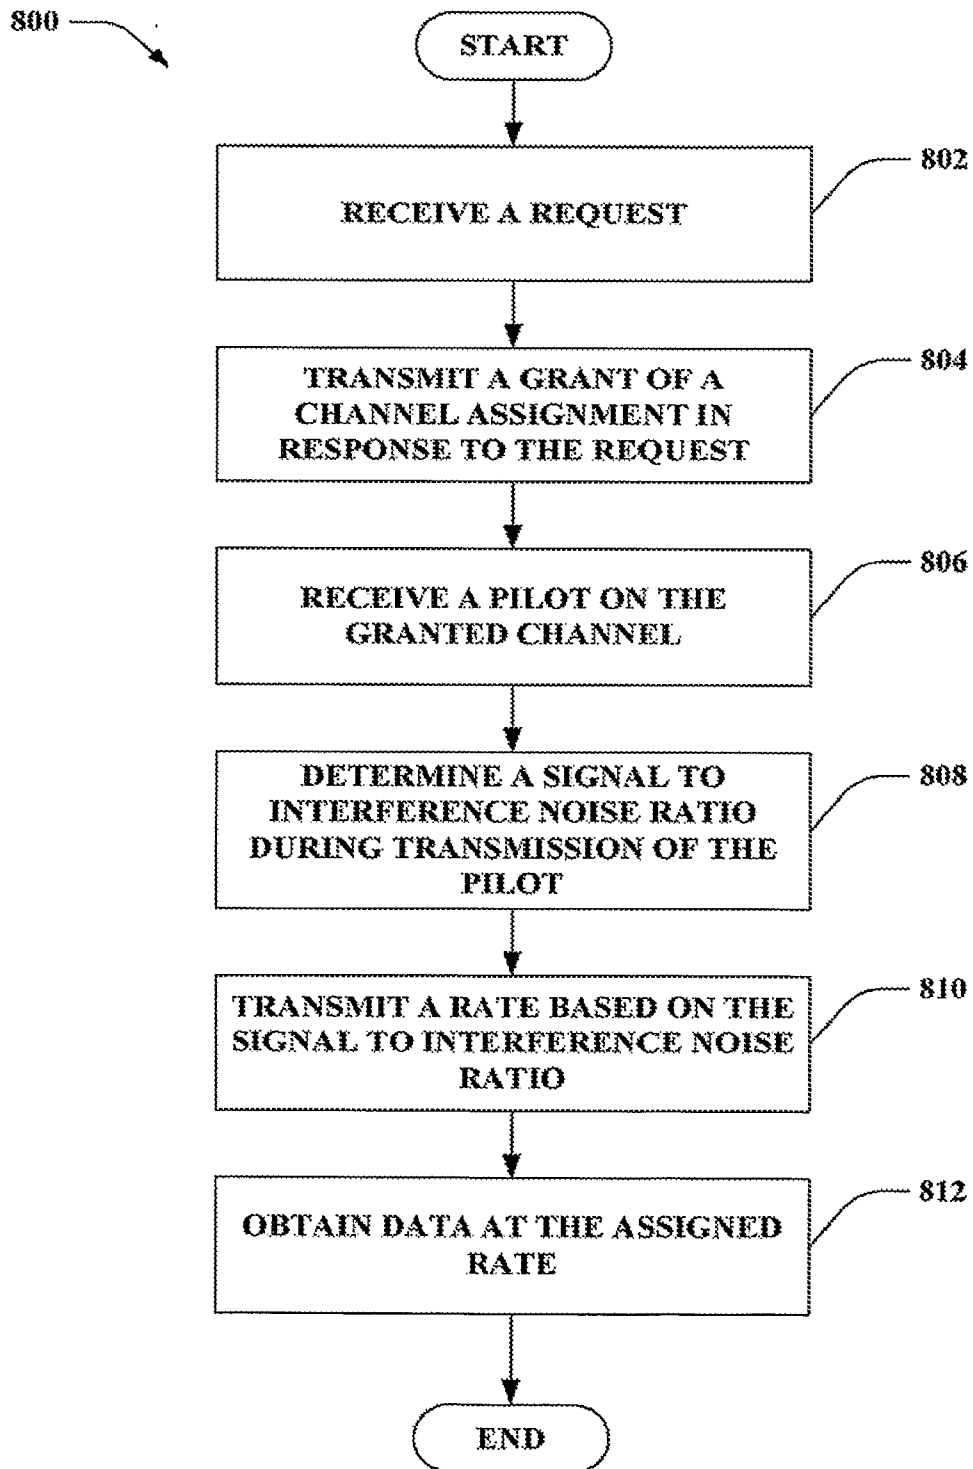 800
START
RECEIVE A REQUEST
802
TRANSMIT A GRANT OF A
CHANNEL ASSIGNMENT IN
RESPONSE TO THE REQUEST
804
RECEIVE A PILOT ON THE
GRANTED CHANNEL
806
DETERMINE A SIGNAL TO
INTERFERENCE NOISE RATIO
DURING TRANSMISSION OF THE
PILOT
808
TRANSMIT A RATE BASED ON THE
SIGNAL TO INTERFERENCE NOISE
RATIO
810
OBTAIN DATA AT THE ASSIGNED
RATE
812
END